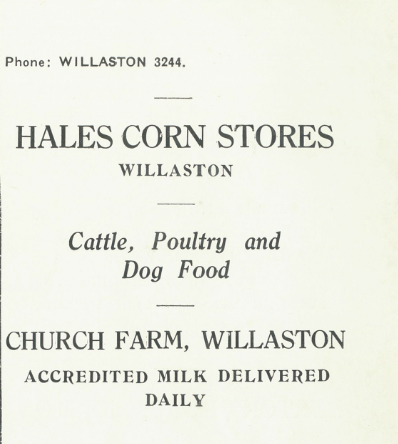 Phone: WILLASTON 3244.
HALES CORN STORES
WILLASTON
Cattle, Poultry and
Dog Food
CHURCH FARM, WILLASTON
ACCREDITED MILK DELIVERED
DAILY